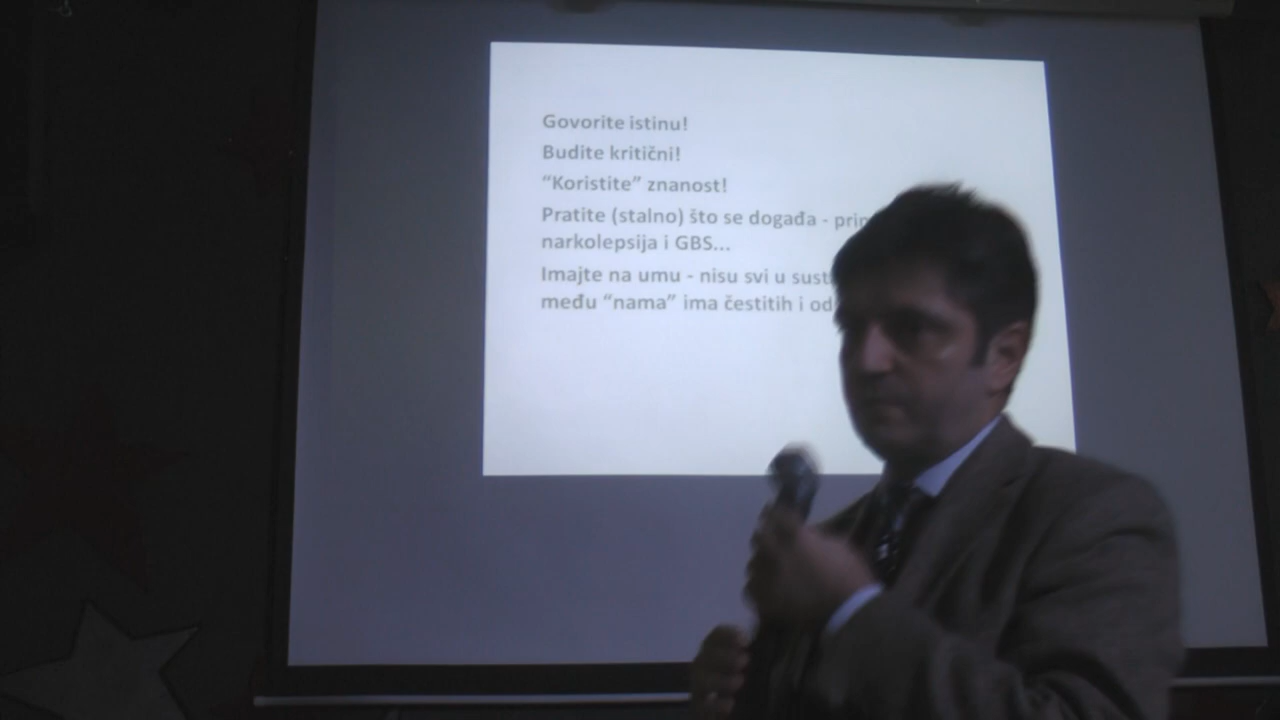 Govorite istinu!
Budite kritični!
“Koristite” znanost!
Pratite (stalno) što se događa -
narkolepsija i GBS...
Imajte na umu - nisu svi u
među “nama” ima čestitih i